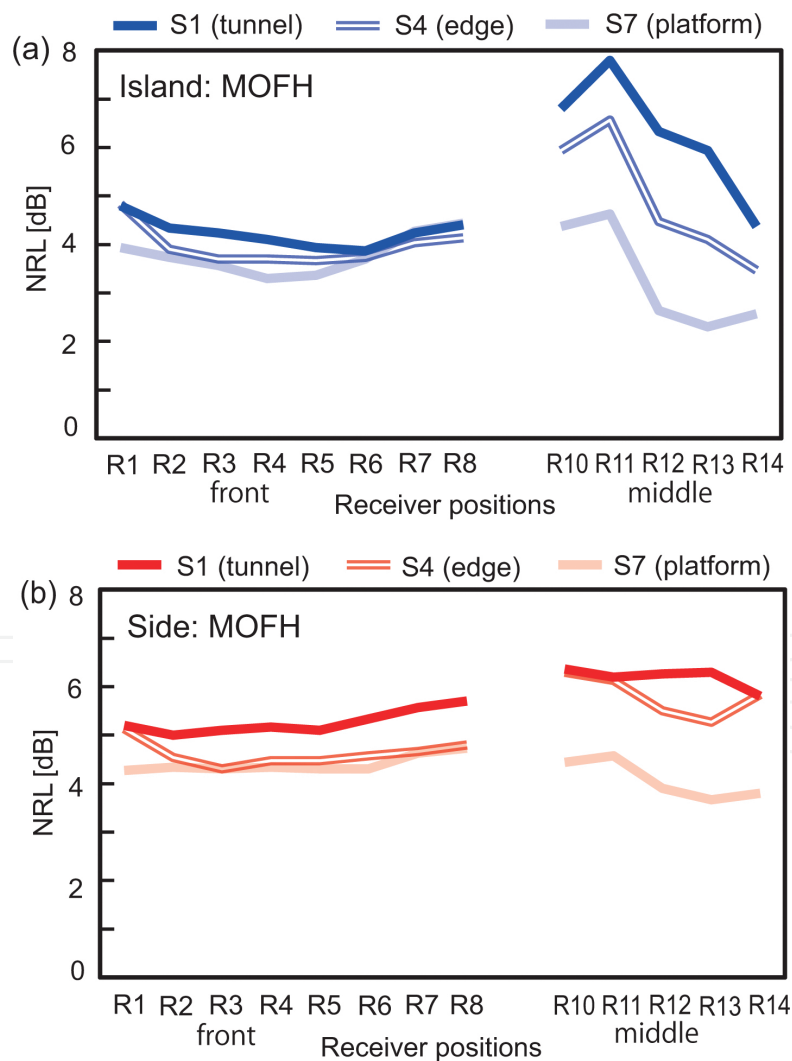 S1 (tunnel) S4 (edge) S7 (platform)
(a)
8
Island: MOFH
6
4
2
0
NRL [dB]
R1 R2 R3 R4 R5 R6 R7 R8 R10 R11 R12 R13 R14
front middle
Receiver positions
S1 (tunnel) S4 (edge) S7 (platform)
(b)
8
Side: MOFH
6
4
2
0
NRL [dB]
R1 R2 R3 R4 R5 R6 R7 R8 R10 R11 R12 R13 R14
front middle
Receiver positions